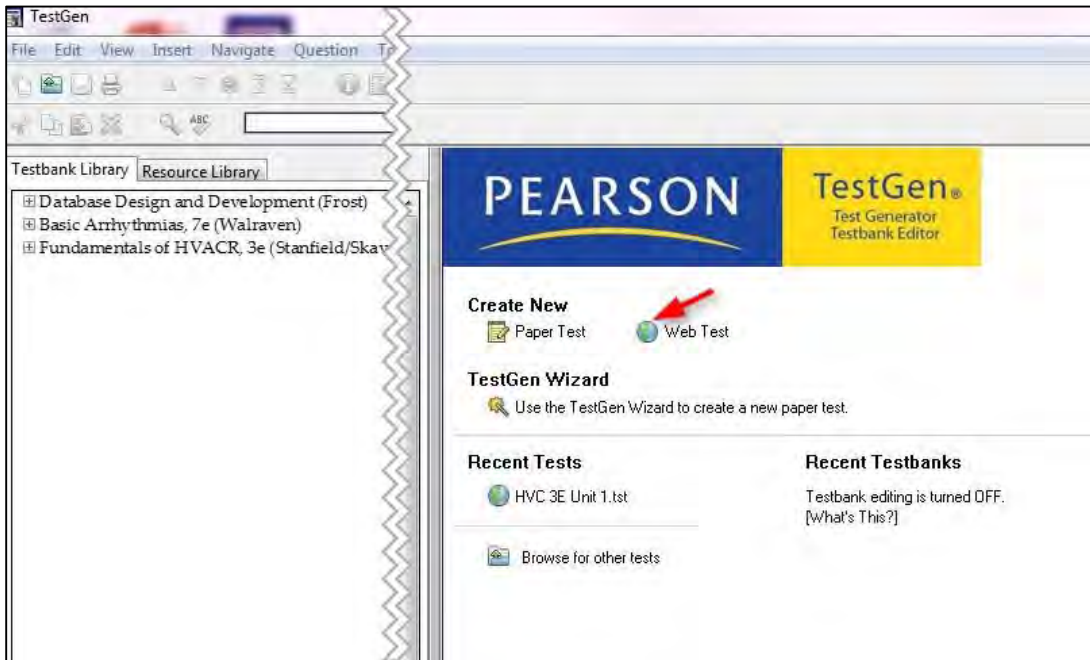 TestGen
File Edit View Insert Navigate Question
ABC
Testbank Library Resource Library
Database Design and Development (Frost)
Basic Arrhythmias, 7e (Walraven)
Fundamentals of HVACR, 3e (Stanfield/Skav
PEARSON
TestGen®
Test Generator
Testbank Editor
Create New
Paper Test Web Test
TestGen Wizard
Use the TestGen Wizard to create a new paper test.
Recent Tests
HVC 3E Unit 1.tst
Browse for other tests
Recent Testbanks
Testbank editing is turned OFF.
[What's This?]